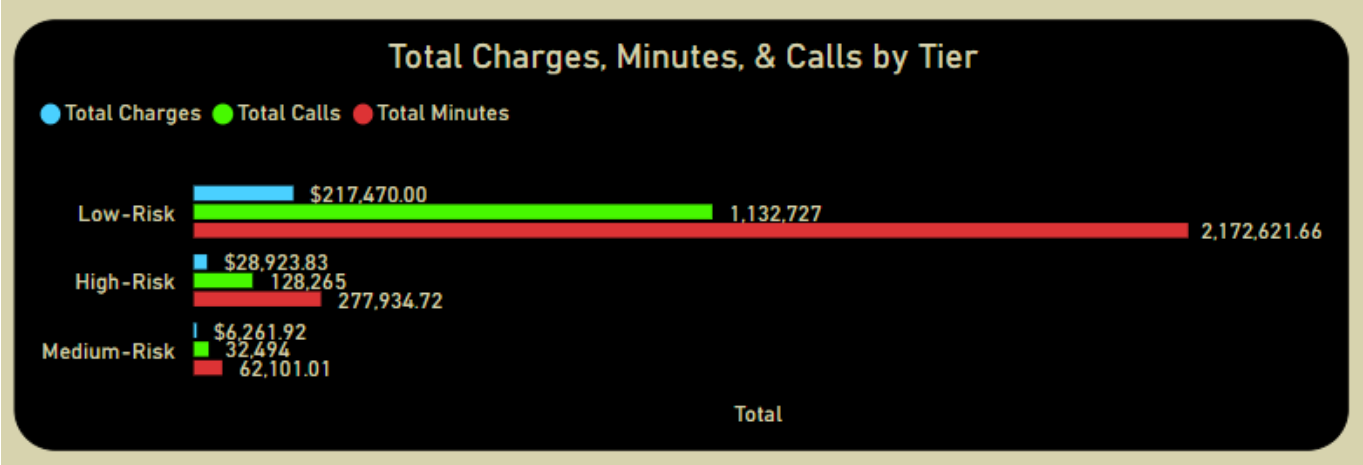 Total Charges, Minutes, & Calls by Tier
Total Charges Total Calls Total Minutes
$217,470.00
Low-Risk 1,132,727
2,172,621.66
$28,923.83
High-Risk 128,265
277,934.72
$6,261.92
Medium-Risk 32,494
62,101.01
Total